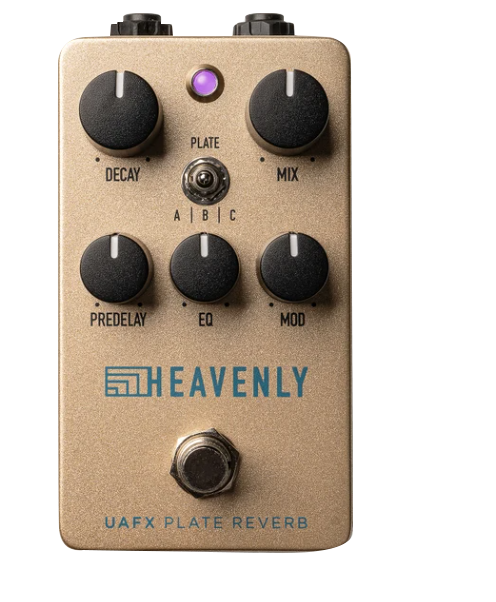 DECAY
PLATE
MIX
A | B | C
PREDELAY
EQ
MOD
HEAVENLY
UAFX PLATE REVERB